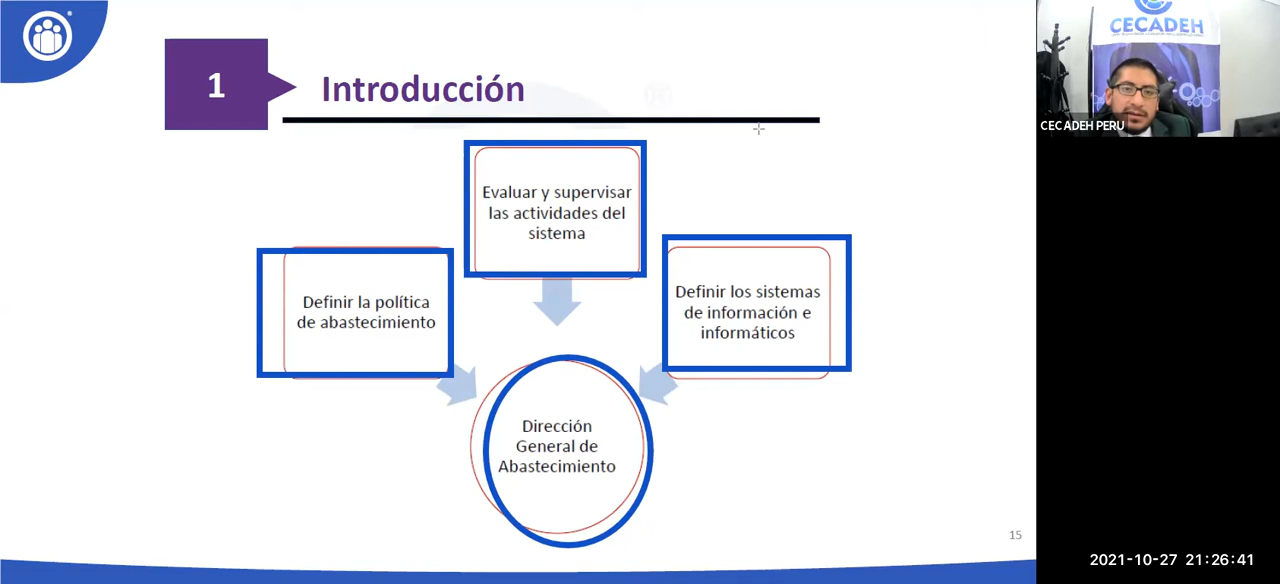 1
Introducción
Evaluar y supervisar
las actividades del
sistema
Definir la política
de abastecimiento
Definir los sistemas
de información e
informáticos
Dirección
General de
Abastecimiento
15
CECADEH
CECADEH PERU
2021-10-27 21:26:41